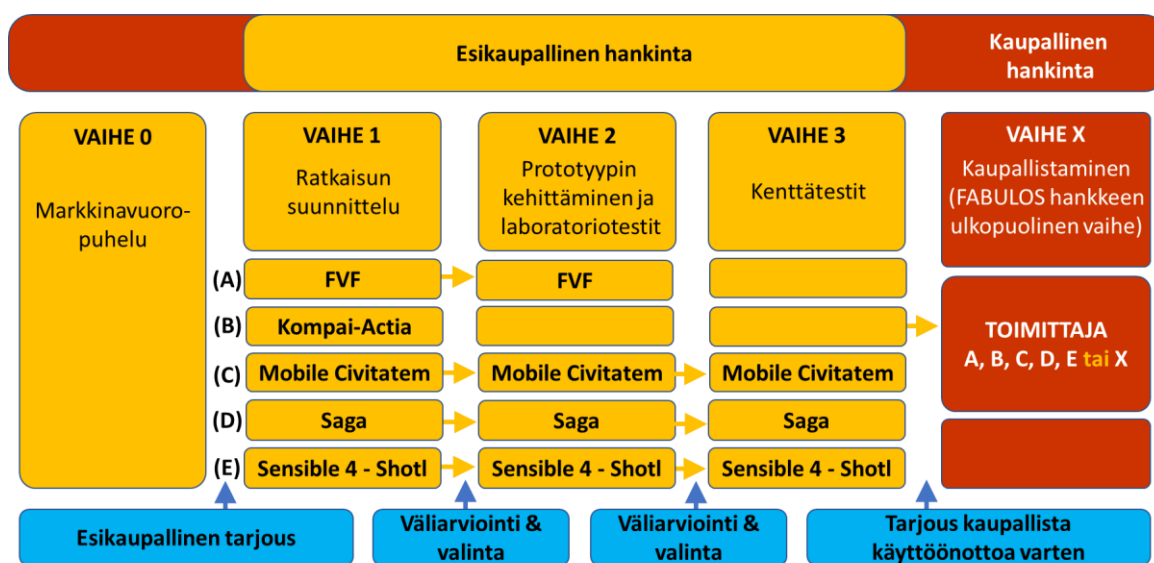 Esikaupallinen hankinta
Kaupallinen
hankinta
VAIHE 0
Markkinavuoro-
puhelu
VAIHE 1
Ratkaisun
suunnittelu
VAIHE 2
Prototyypin
kehittäminen ja
laboratoriotestit
VAIHE 3
Kenttätestit
VAIHE X
Kaupallistaminen
(FABULOS hankkeen
ulkopuolinen vaihe)
(A) FVF FVF
(B) Kompai-Actia
(C) Mobile Civitatem Mobile Civitatem Mobile Civitatem
(D) Saga Saga Saga
(E) Sensible 4 - Shotl Sensible 4 - Shotl Sensible 4 - Shotl
TOIMITTAJA
A, B, C, D, E tai X
Esikaupallinen tarjous
Väliarviointi &
valinta
Väliarviointi &
valinta
Tarjous kaupallista
käyttöönottoa varten